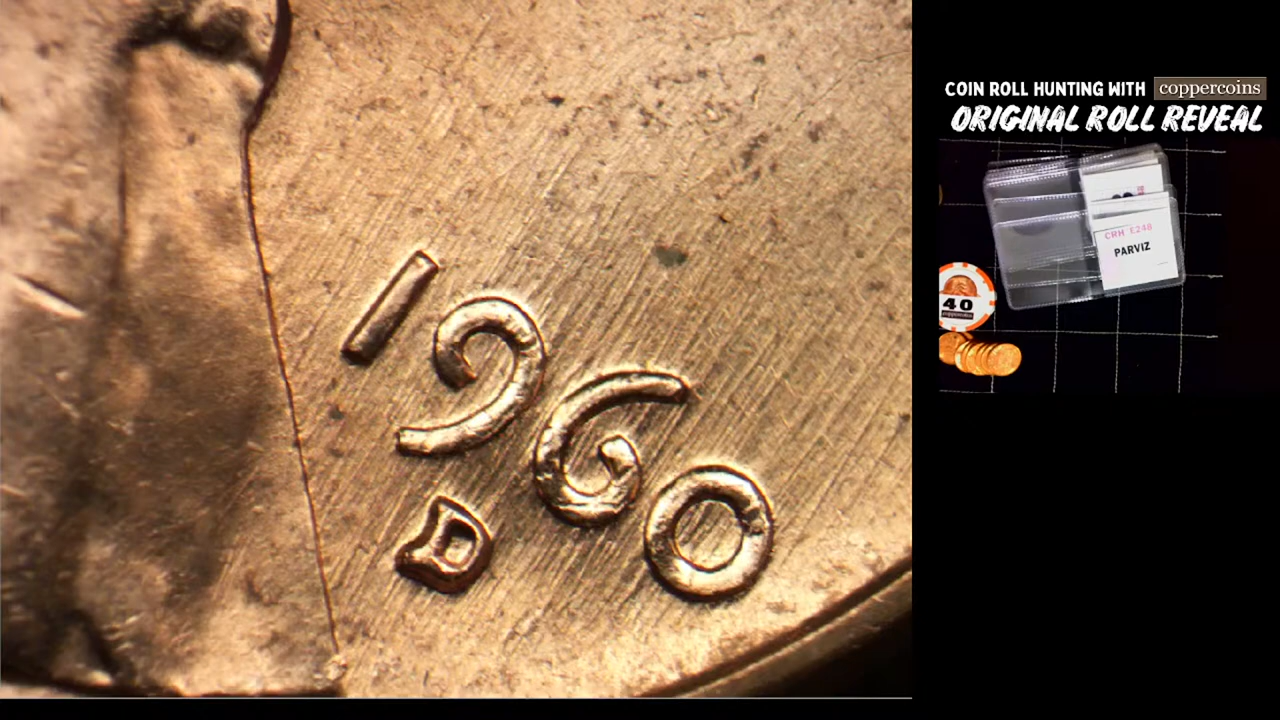 1960
D
COIN ROLL HUNTING WITH coppercoins
ORIGINAL ROLL REVEAL
CRH E248
PARVIZ
40